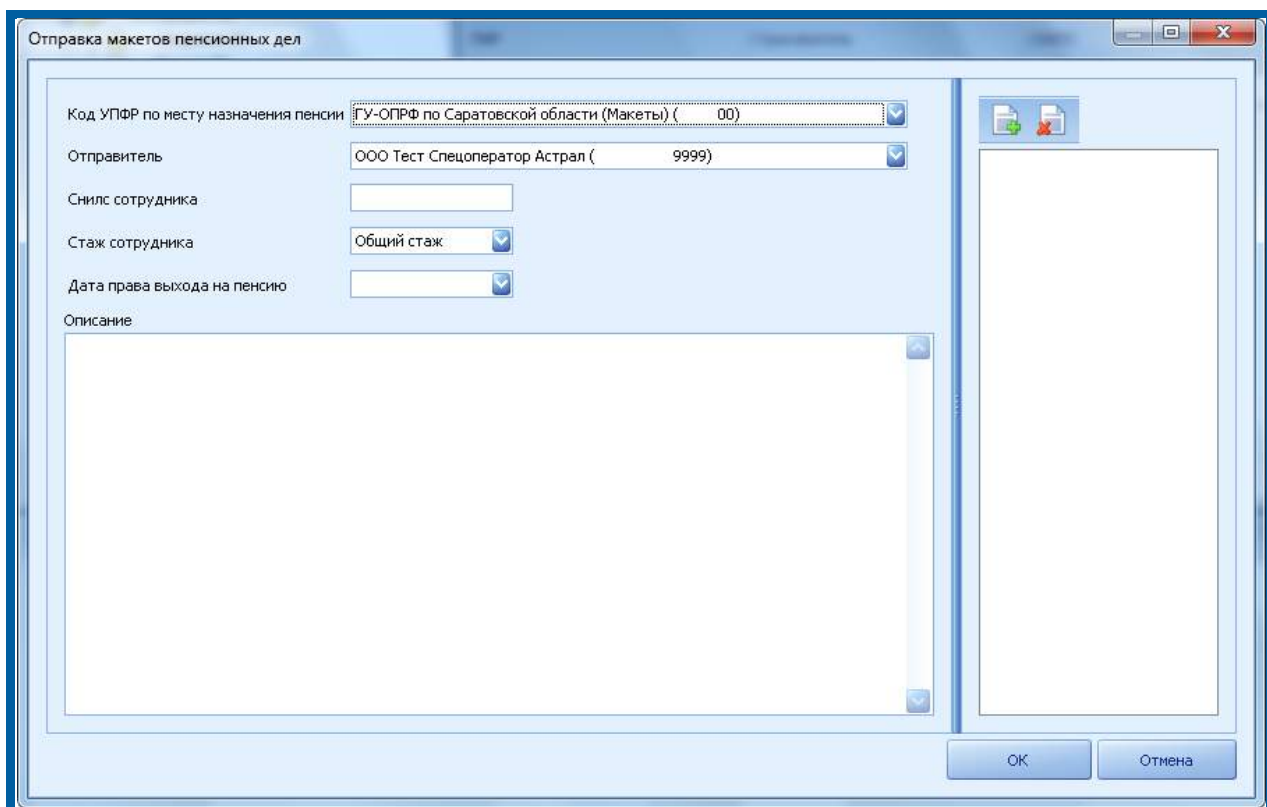 Отправка макетов пенсионных дел
Код УПФР по месту назначения пенсии ГУ-ОПРФ по Саратовской области (Макеты) ( 00)
Отправитель ООО Тест Спецоператор Астрал ( 9999)
Снилс сотрудника
Стаж сотрудника Общий стаж
Дата права выхода на пенсию
Описание
OK Отмена